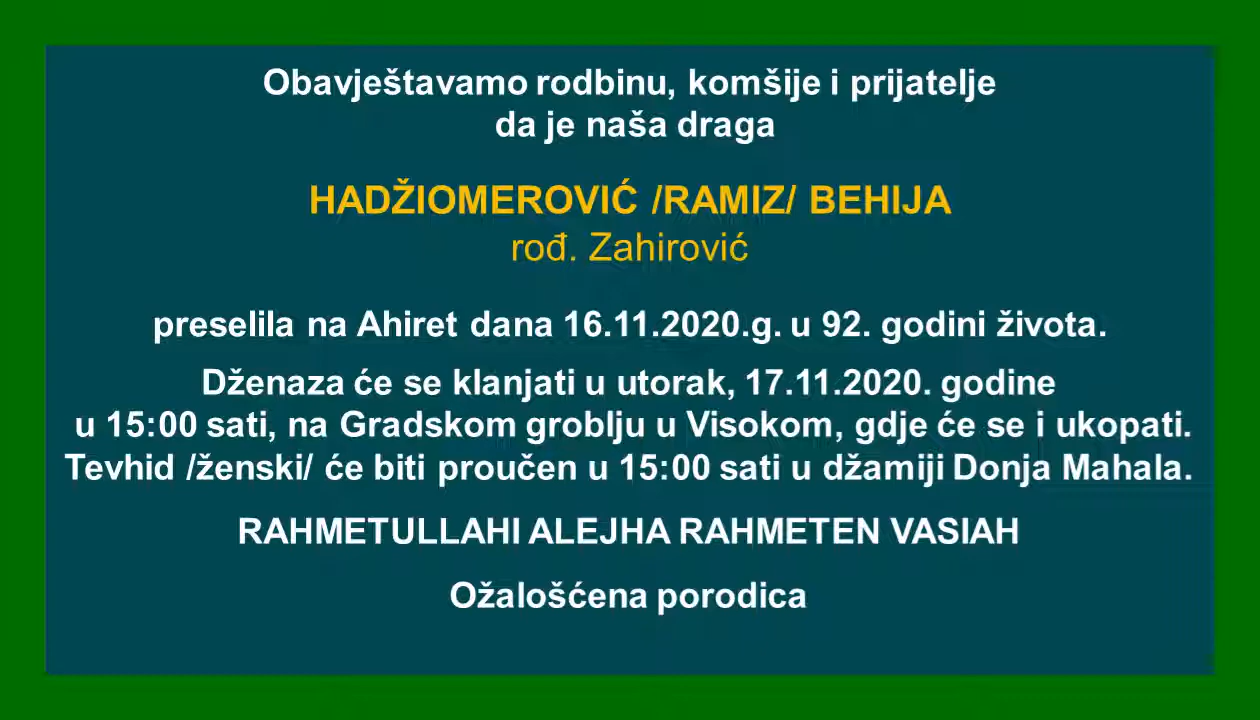 Obavještavamo rodbinu, komšije i prijatelje
da je naša draga
HADŽIOMEROVIĆ /RAMIZ/ BEHIJA
rođ. Zahirović
preselila na Ahiret dana 16.11.2020.g. u 92. godini života.
Dženaza će se klanjati u utorak, 17.11.2020. godine
u 15:00 sati, na Gradskom groblju u Visokom, gdje će se i ukopati.
Tevhid /ženski/ će biti proučen u 15:00 sati u džamiji Donja Mahala.
RAHMETULLAHI ALEJHA RAHMETEN VASIAH
Ožalošćena porodica